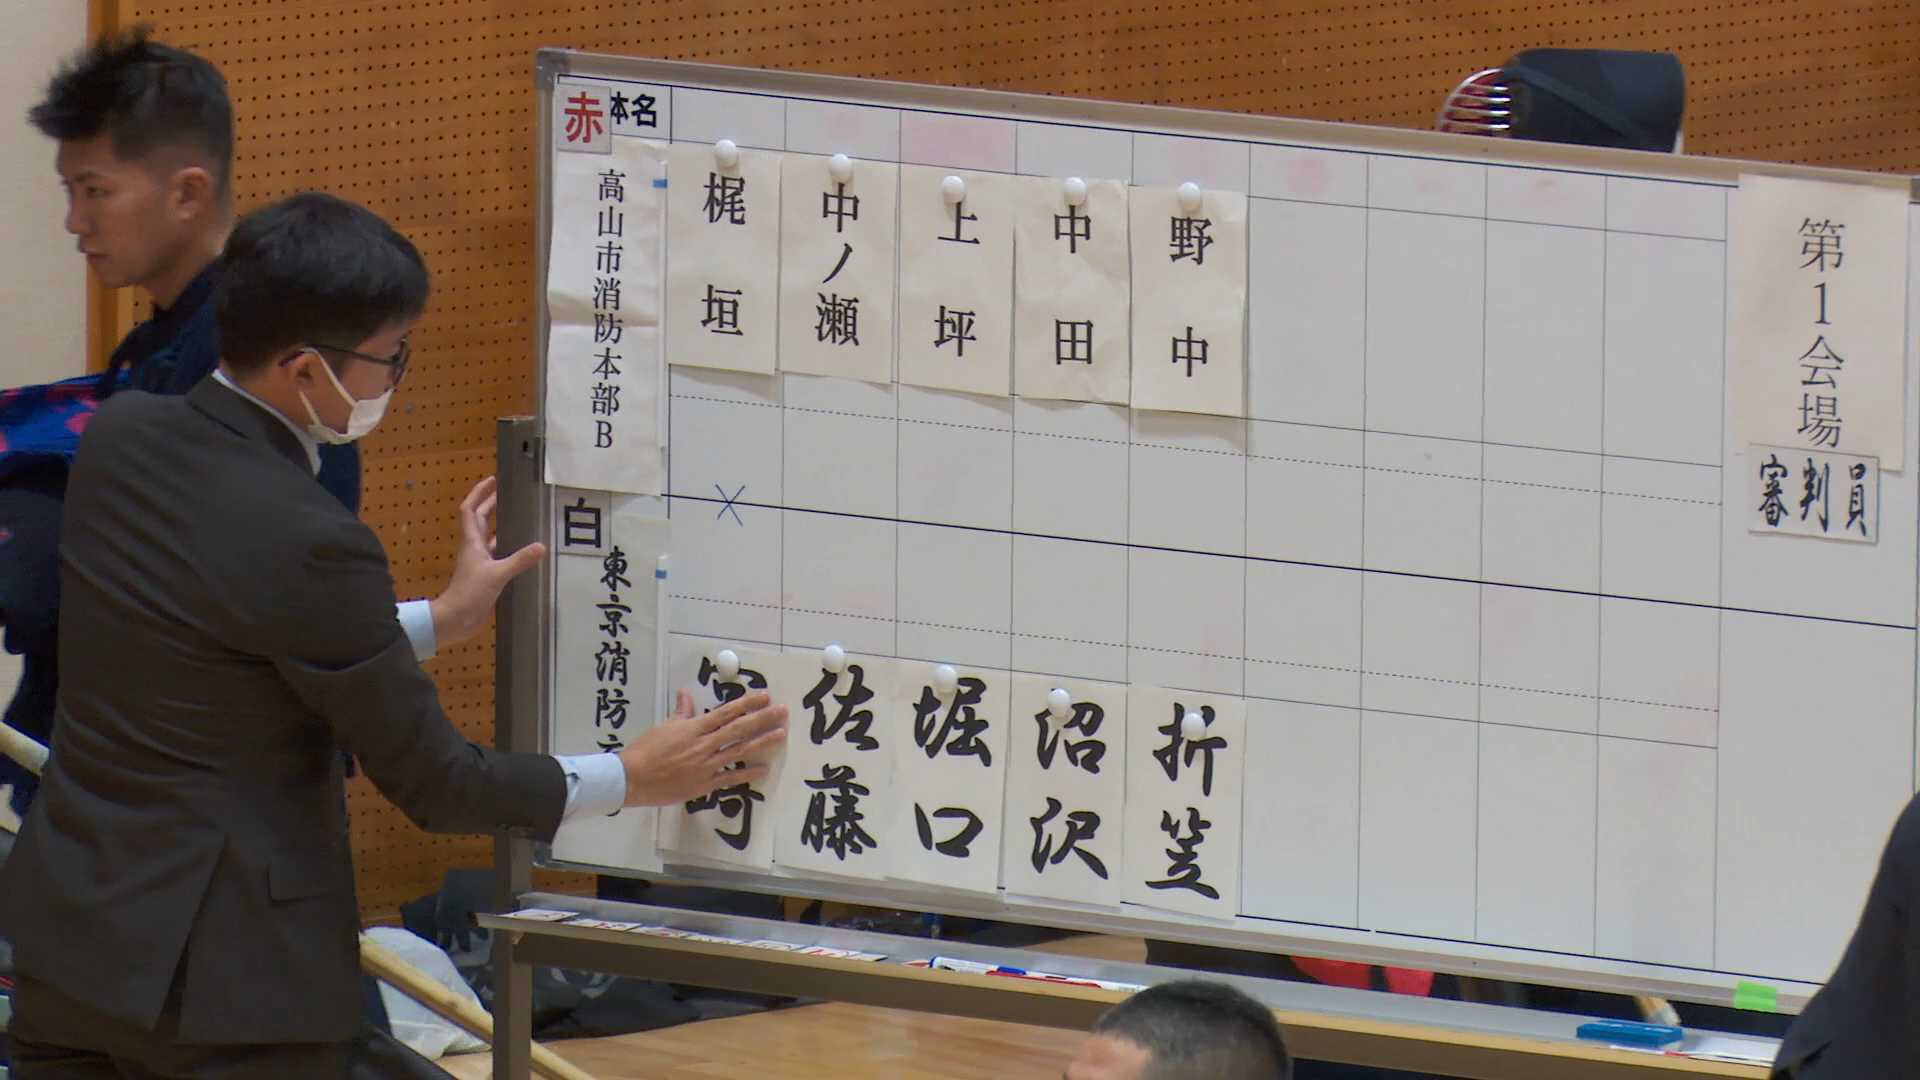 赤
本名
高山市消防本部B
梶垣
中ノ瀬
上坪
中田
野中
第1会場
審判員
白
東京消防
佐藤
堀口
沼沢
折笠